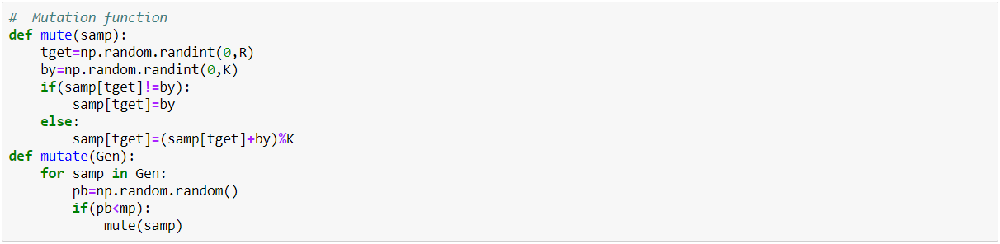 #  Mutation function
def mute(samp):
    tget=np.random.randint(0,R)
    by=np.random.randint(0,K)
    if(samp[tget]!=by):
        samp[tget]=by
    else:
        samp[tget]=(samp[tget]+by)%K
def mutate(Gen):
    for samp in Gen:
        pb=np.random.random()
        if(pb<mp):
            mute(samp)